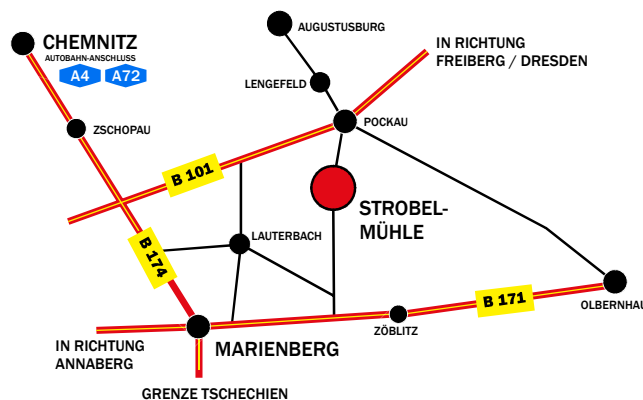 CHEMNITZ
AUTOBAHN-ANSCHLUSS
A4 A72
AUGUSTUSBURG
IN RICHTUNG
FREIBERG / DRESDEN
LENGEFELD
ZSCHOPAU
POCKAU
B 101
STROBEL-
MÜHLE
LAUTERBACH
B 174
B 171
OLBERNHAU
ZÖBLITZ
IN RICHTUNG
ANNABERG
MARIENBERG
GRENZE TSCHECHIEN